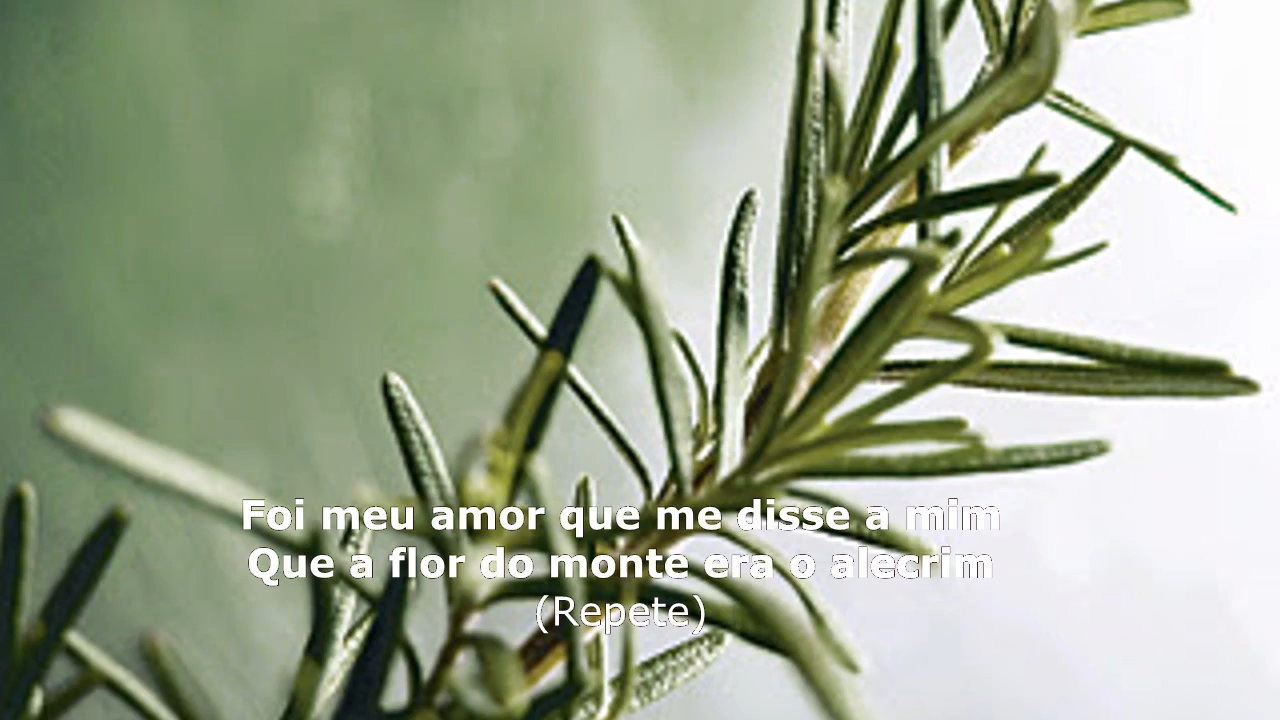 Foi meu amor que me disse a mim
Que a flor do monte era o alecrim
(Repete)